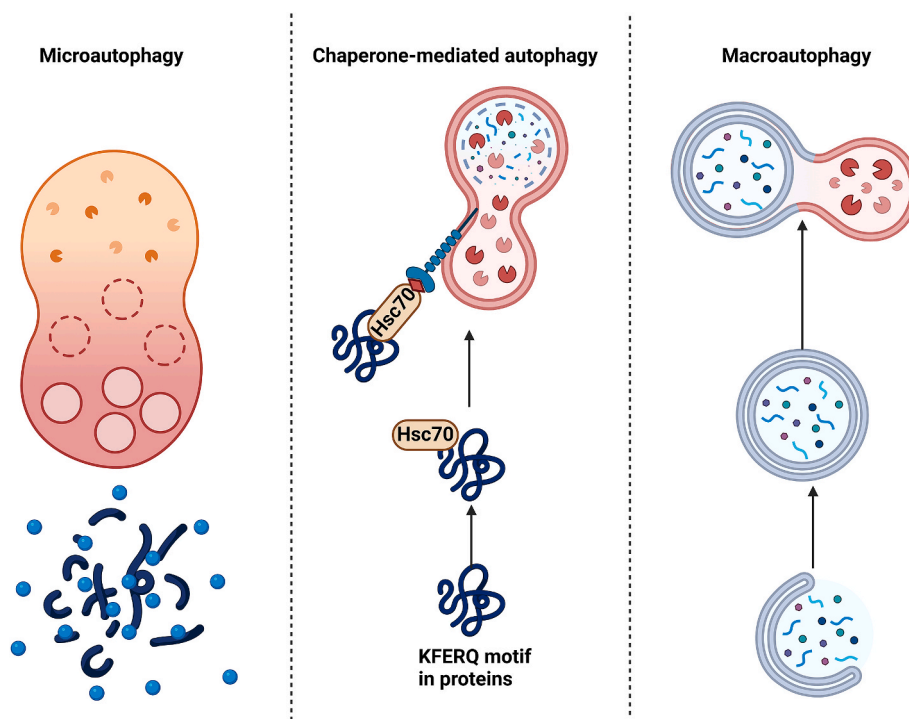 Microautophagy
Chaperone-mediated autophagy
Macroautophagy
Hsc70
Hsc70
KFERQ motif
in proteins